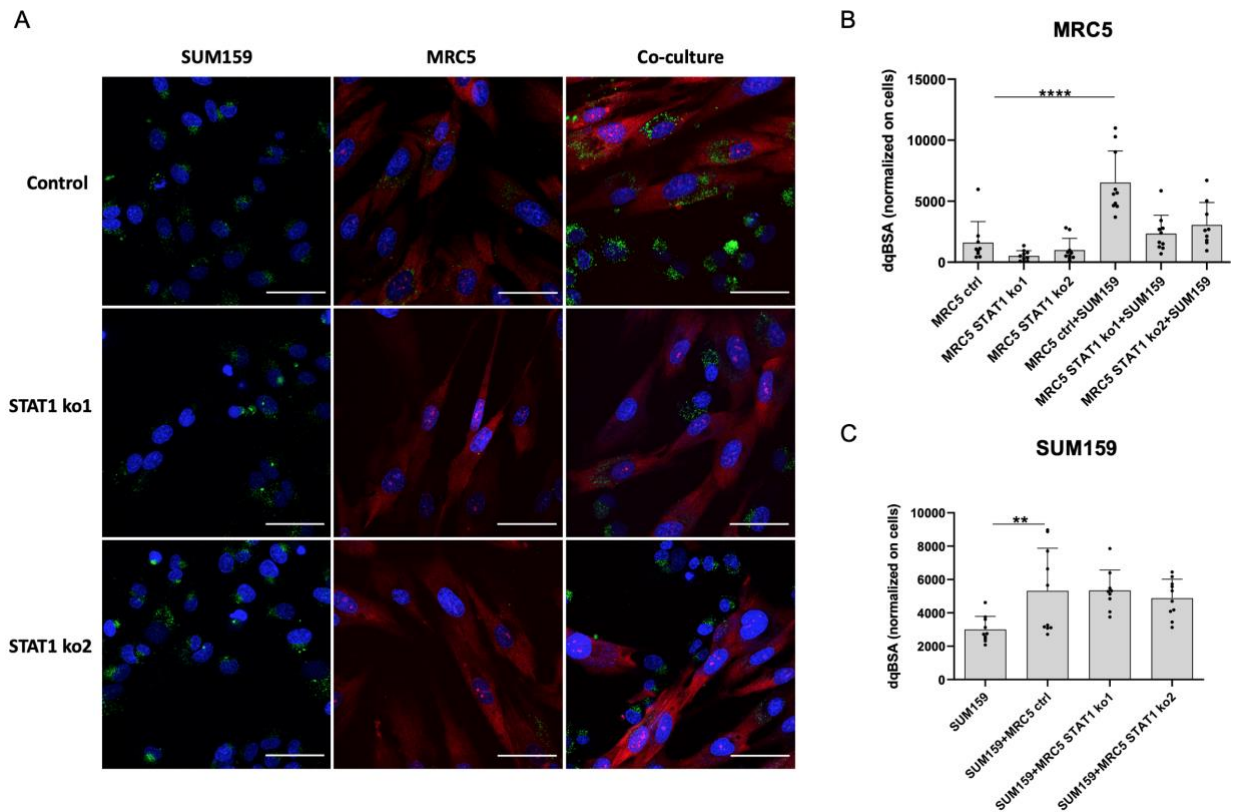 A
SUM159
MRC5
Co-culture
Control
STAT1 ko1
STAT1 ko2
B
MRC5
dqBSA (normalized on cells)
15000
10000
5000
0
****
MRC5 ctrl
MRC5 STAT1 ko1
MRC5 STAT1 ko2
MRC5 ctrl+SUM159
MRC5 STAT1 ko1+SUM159
MRC5 STAT1 ko2+SUM159
C
SUM159
dqBSA (normalized on cells)
10000
8000
6000
4000
2000
0
**
SUM159
SUM159+MRC5 ctrl
SUM159+MRC5 STAT1 ko1
SUM159+MRC5 STAT1 ko2